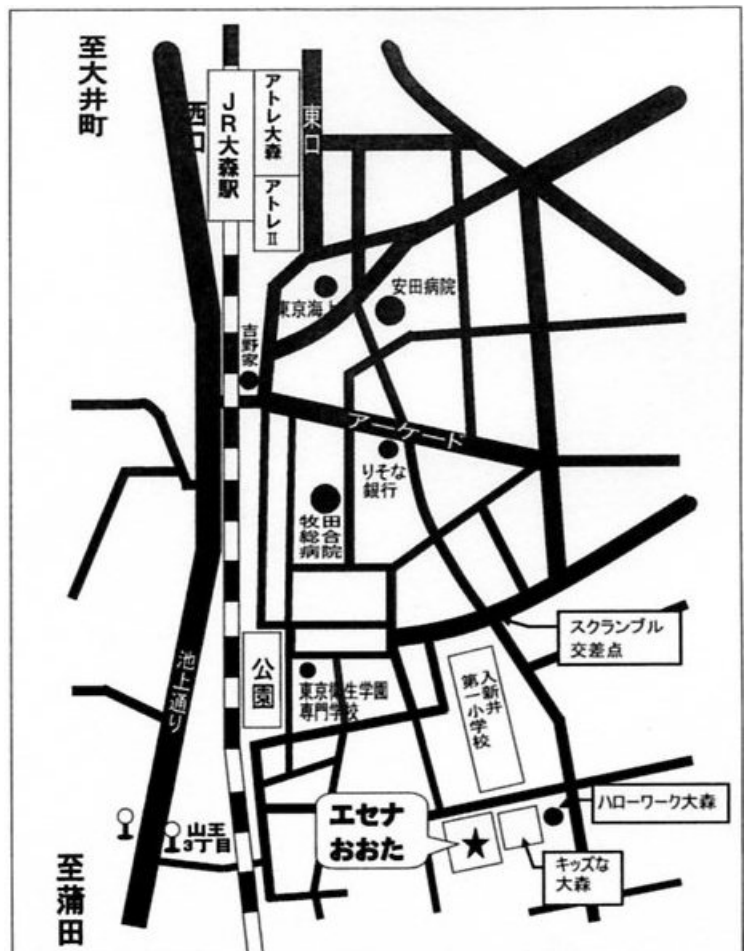 至大井町
西口
JR大森駅
アトレ大森
アトレⅡ
東口
安田病院
東京海上
吉野家
アーケード
りそな
銀行
牧田
総合
病院
スクランブル
交差点
公園
池上通り
東京衛生学園
専門学校
入新井
第一小学校
ハローワーク大森
エセナ
おおた
山王
3丁目
キッズな
大森
至蒲田